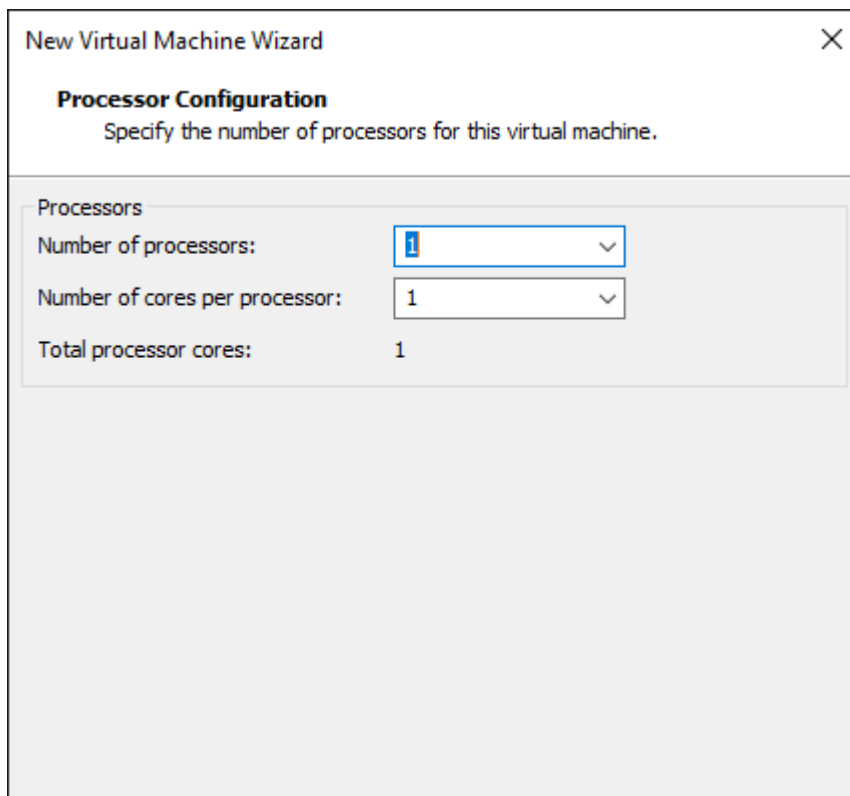 New Virtual Machine Wizard
Processor Configuration
Specify the number of processors for this virtual machine.
Processors
Number of processors: 1
Number of cores per processor: 1
Total processor cores: 1